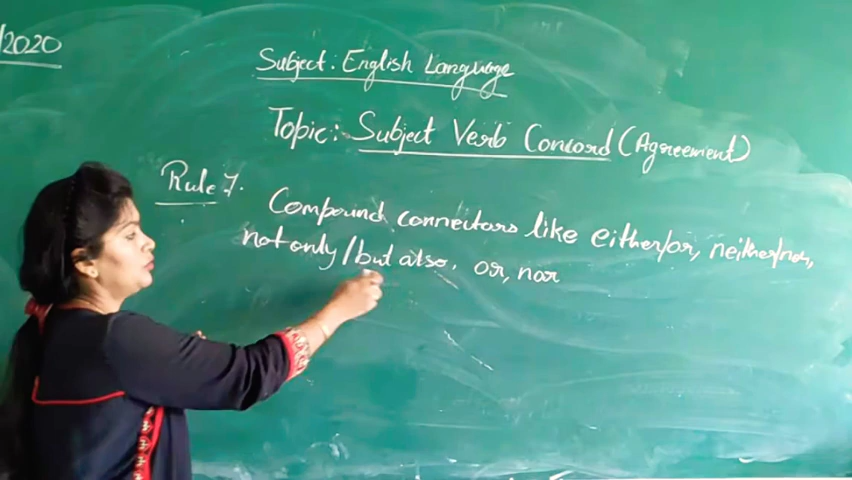 /2020
Subject: English Language
Topic:- Subject Verb Concord (Agreement)
Rule 7.
Compound connectors like either/or, neither/nor,
not only/but also, or, nor